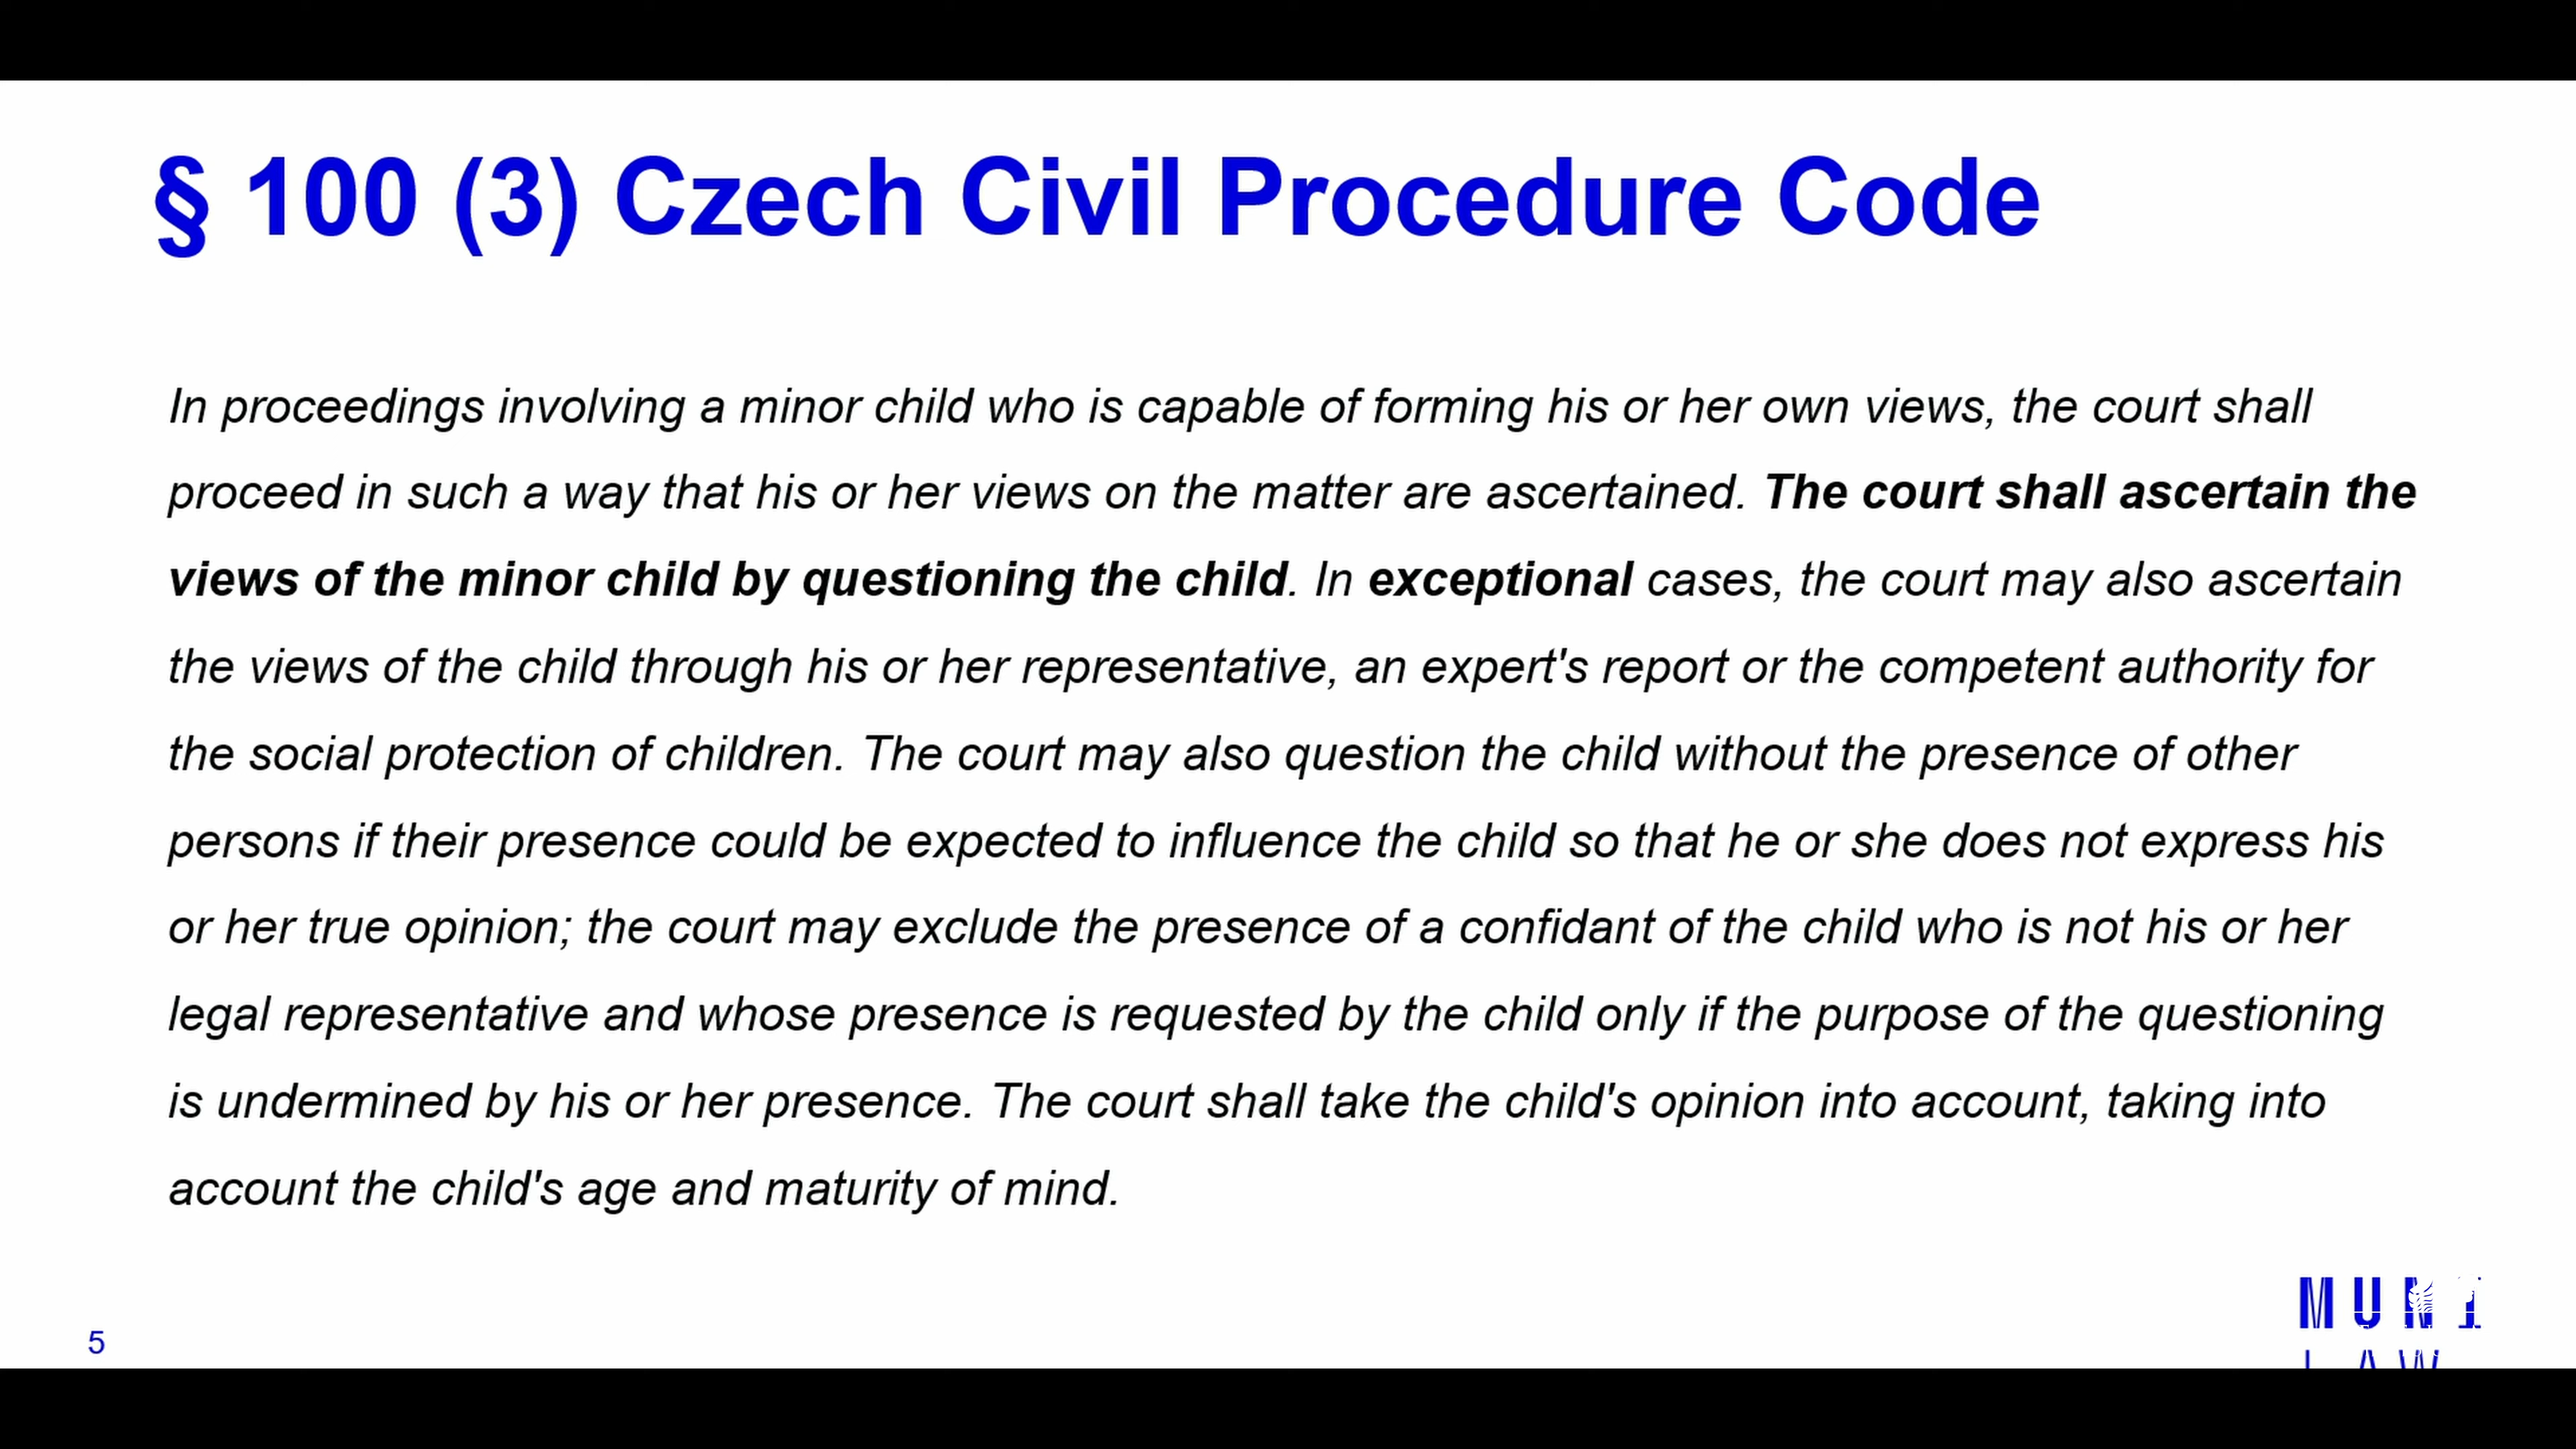 § 100 (3) Czech Civil Procedure Code
In proceedings involving a minor child who is capable of forming his or her own views, the court shall
proceed in such a way that his or her views on the matter are ascertained. The court shall ascertain the
views of the minor child by questioning the child. In exceptional cases, the court may also ascertain
the views of the child through his or her representative, an expert's report or the competent authority for
the social protection of children. The court may also question the child without the presence of other
persons if their presence could be expected to influence the child so that he or she does not express his
or her true opinion; the court may exclude the presence of a confidant of the child who is not his or her
legal representative and whose presence is requested by the child only if the purpose of the questioning
is undermined by his or her presence. The court shall take the child's opinion into account, taking into
account the child's age and maturity of mind.
5
MUNI
LAW